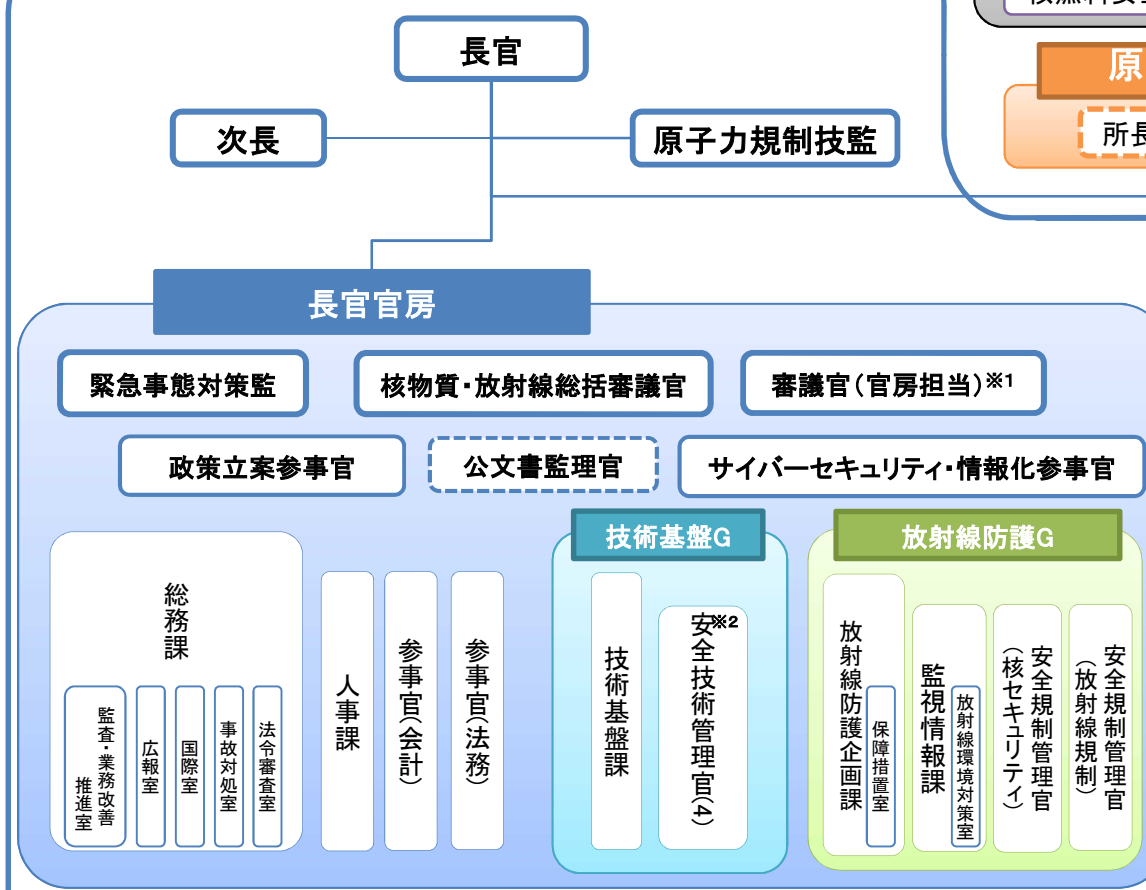 長官
次長
原子力規制技監
原
所長
長官官房
緊急事態対策監
核物質・放射線総括審議官
審議官(官房担当)※1
政策立案参事官
公文書監理官
サイバーセキュリティ・情報化参事官
総務課
監査・業務改善
推進室
広報室
国際室
事故対処室
法令審査室
人事課
参事官(会計)
参事官(法務)
技術基盤G
技術基盤課
安全技術管理官(4)
※2
放射線防護G
放射線防護企画課
保障措置室
監視情報課
放射線環境対策室
安全規制管理官
(核セキュリティ)
安全規制管理官
(放射線規制)